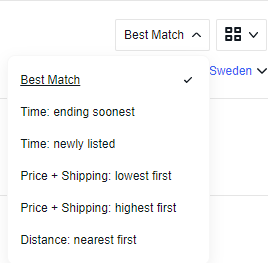 Best Match
Sweden
Best Match
Time: ending soonest
Time: newly listed
Price + Shipping: lowest first
Price + Shipping: highest first
Distance: nearest first